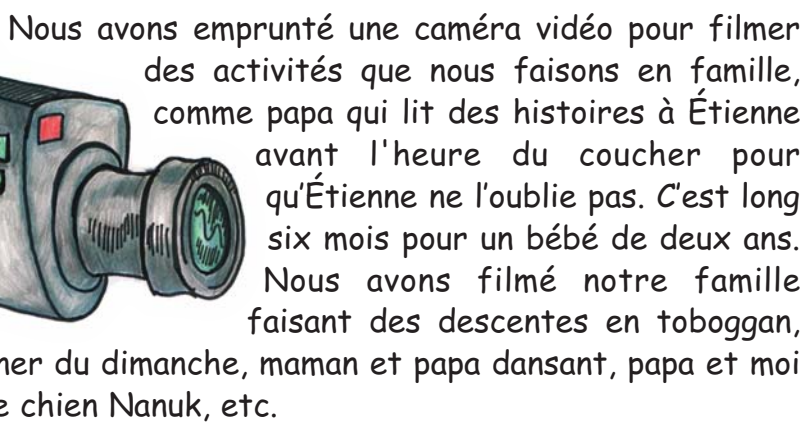 Nous avons emprunté une caméra vidéo pour filmer
des activités que nous faisons en famille,
comme papa qui lit des histoires à Étienne
avant l'heure du coucher pour
qu'Étienne ne l'oublie pas. C'est long
six mois pour un bébé de deux ans.
Nous avons filmé notre famille
faisant des descentes en toboggan,
du dimanche, maman et papa dansant, papa et moi
chien Nanuk, etc.